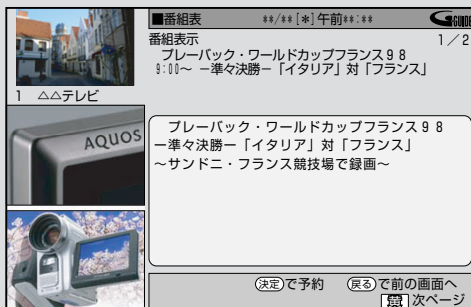 ■番組表 **/**[*]午前**:** GGUIDE
番組表示 1/2
プレーバック・ワールドカップフランス98
9:00~ ー準々決勝ー「イタリア」対「フランス」
1 △△テレビ
AQUOS
プレーバック・ワールドカップフランス98
ー準々決勝ー「イタリア」対「フランス」
~サンドニ・フランス競技場で録画~
決定で予約 戻るで前の画面へ
次ページ